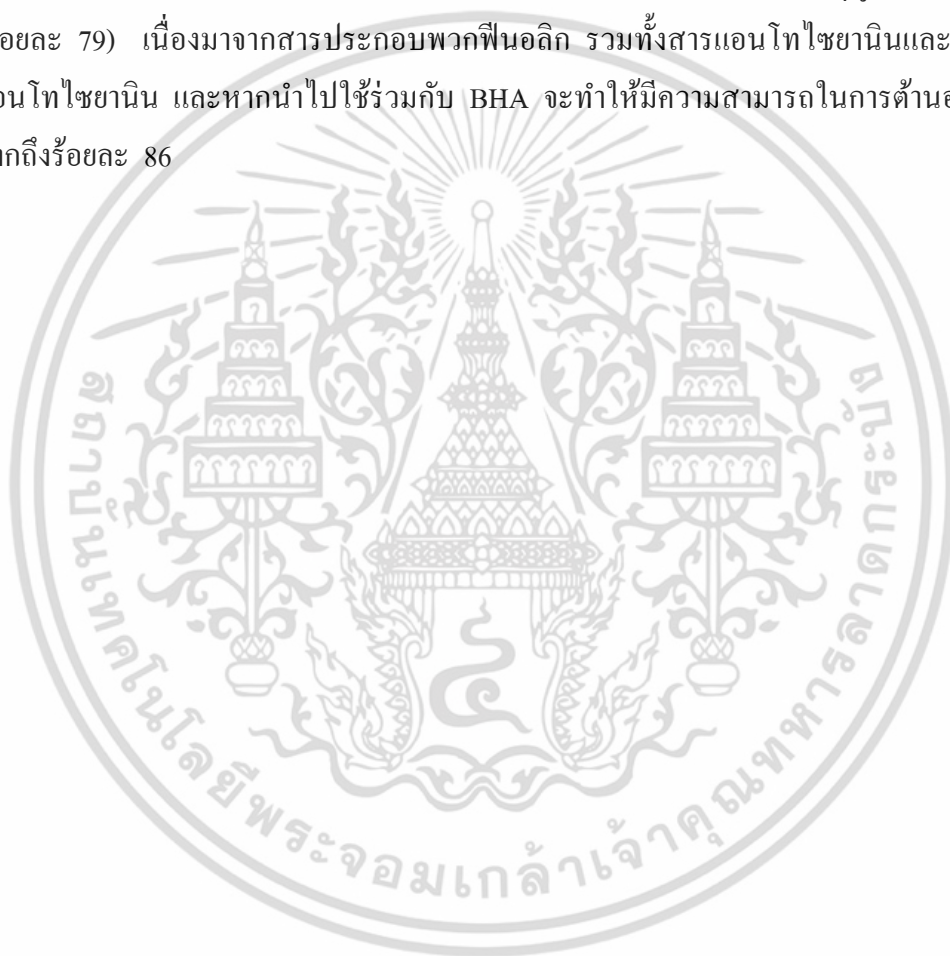 อยละ 79) เนื่องมาจากสารประกอบพวกฟีนอลิก รวมทั้งสารแอนโทไซยานินและ
อนโทไซยานิน และหากนำไปใช้ร่วมกับ BHA จะทำให้มีความสามารถในการต้าน
ากถึงร้อยละ 86
สถาบันเทคโนโลยีพระจอมเกล้าเจ้าคุณทหารลาดกระบัง